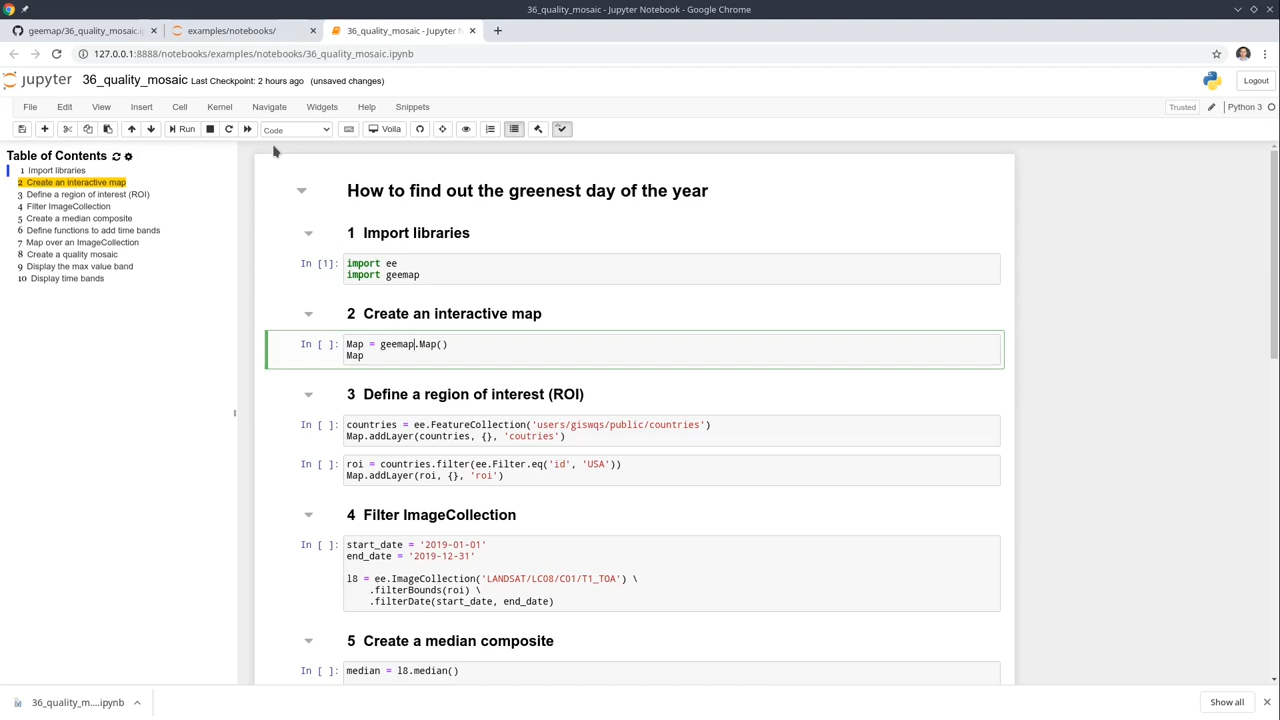 36_quality_mosaic - Jupyter Notebook - Google Chrome
geemap/36_quality_mosaic.i
examples/notebooks/
36_quality_mosaic - Jupyter N
127.0.0.1:8888/notebooks/examples/notebooks/36_quality_mosaic.ipynb
jupyter 36_quality_mosaic Last Checkpoint: 2 hours ago (unsaved changes)
Logout
File Edit View Insert Cell Kernel Navigate Widgets Help Snippets
Trusted Python 3
Run Code Voila
Table of Contents
1 Import libraries
2 Create an interactive map
3 Define a region of interest (ROI)
4 Filter ImageCollection
5 Create a median composite
6 Define functions to add time bands
7 Map over an ImageCollection
8 Create a quality mosaic
9 Display the max value band
10 Display time bands
How to find out the greenest day of the year
1 Import libraries
In [1]: import ee
import geemap
2 Create an interactive map
In [ ]: Map = geemap.Map()
Map
3 Define a region of interest (ROI)
In [ ]: countries = ee.FeatureCollection('users/giswqs/public/countries')
Map.addLayer(countries, {}, 'coutries')
In [ ]: roi = countries.filter(ee.Filter.eq('id', 'USA'))
Map.addLayer(roi, {}, 'roi')
4 Filter ImageCollection
In [ ]: start_date = '2019-01-01'
end_date = '2019-12-31'
l8 = ee.ImageCollection('LANDSAT/LC08/C01/T1_TOA') \
.filterBounds(roi) \
.filterDate(start_date, end_date)
5 Create a median composite
In [ ]: median = l8.median()
36_quality_m....ipynb
Show all